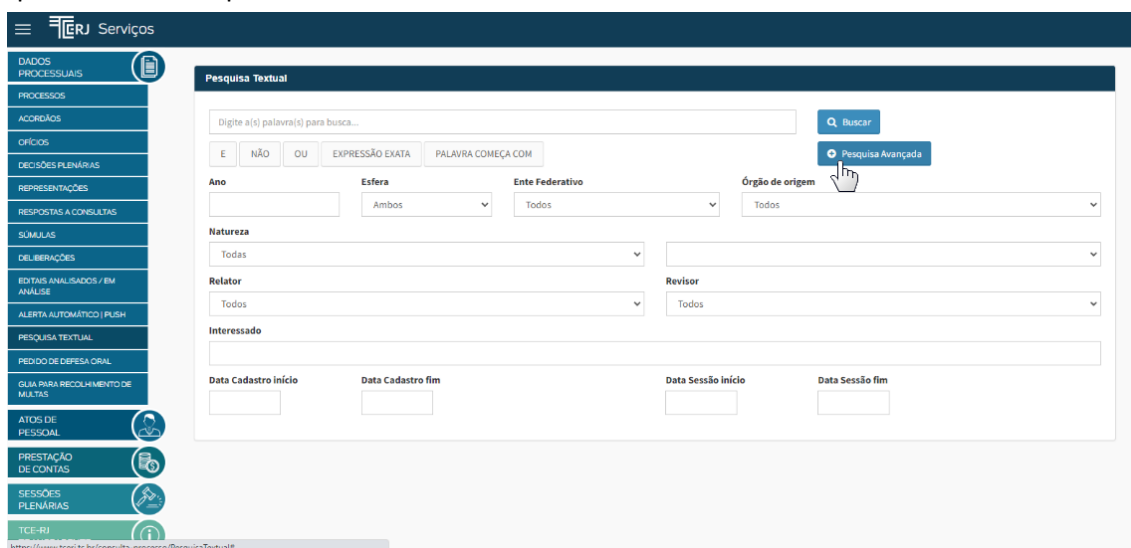 TCERJ Serviços
DADOS
PROCESSUAIS
PROCESSOS
ACORDÃOS
OFÍCIOS
DECISÕES PLENÁRIAS
REPRESENTAÇÕES
RESPOSTAS A CONSULTAS
SÚMULAS
DELIBERAÇÕES
EDITAIS ANALISADOS / EM
ANÁLISE
ALERTA AUTOMÁTICO | PUSH
PESQUISA TEXTUAL
PEDIDO DE DEFESA ORAL
GUIA PARA RECOLHIMENTO DE
MULTAS
ATOS DE
PESSOAL
PRESTAÇÃO
DE CONTAS
SESSÕES
PLENÁRIAS
TCE-RJ
Pesquisa Textual
Digite a(s) palavra(s) para busca...
Buscar
E NÃO OU EXPRESSÃO EXATA PALAVRA COMEÇA COM
Pesquisa Avançada
Ano Esfera Ente Federativo Órgão de origem
Ambos Todos Todos
Natureza
Todas
Relator Revisor
Todos Todos
Interessado
Data Cadastro início Data Cadastro fim Data Sessão início Data Sessão fim